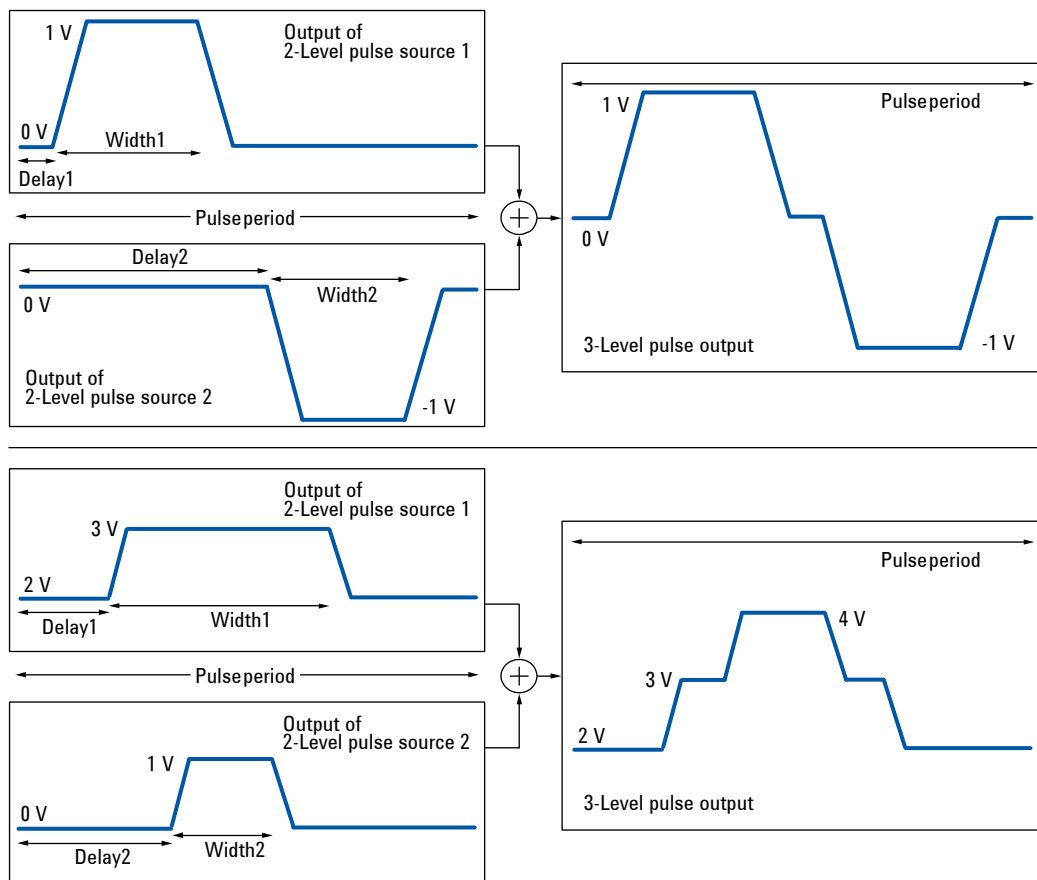 1 V
Output of
2-Level pulse source 1
0 V
Width1
Delay1
Pulseperiod
Delay2
0 V
Width2
Output of
2-Level pulse source 2
-1 V
Pulseperiod
1 V
0 V
3-Level pulse output
-1 V
Output of
2-Level pulse source 1
3 V
2 V
Delay1
Width1
Pulseperiod
Output of
2-Level pulse source 2
1 V
0 V
Delay2
Width2
Pulseperiod
4 V
3 V
2 V
3-Level pulse output